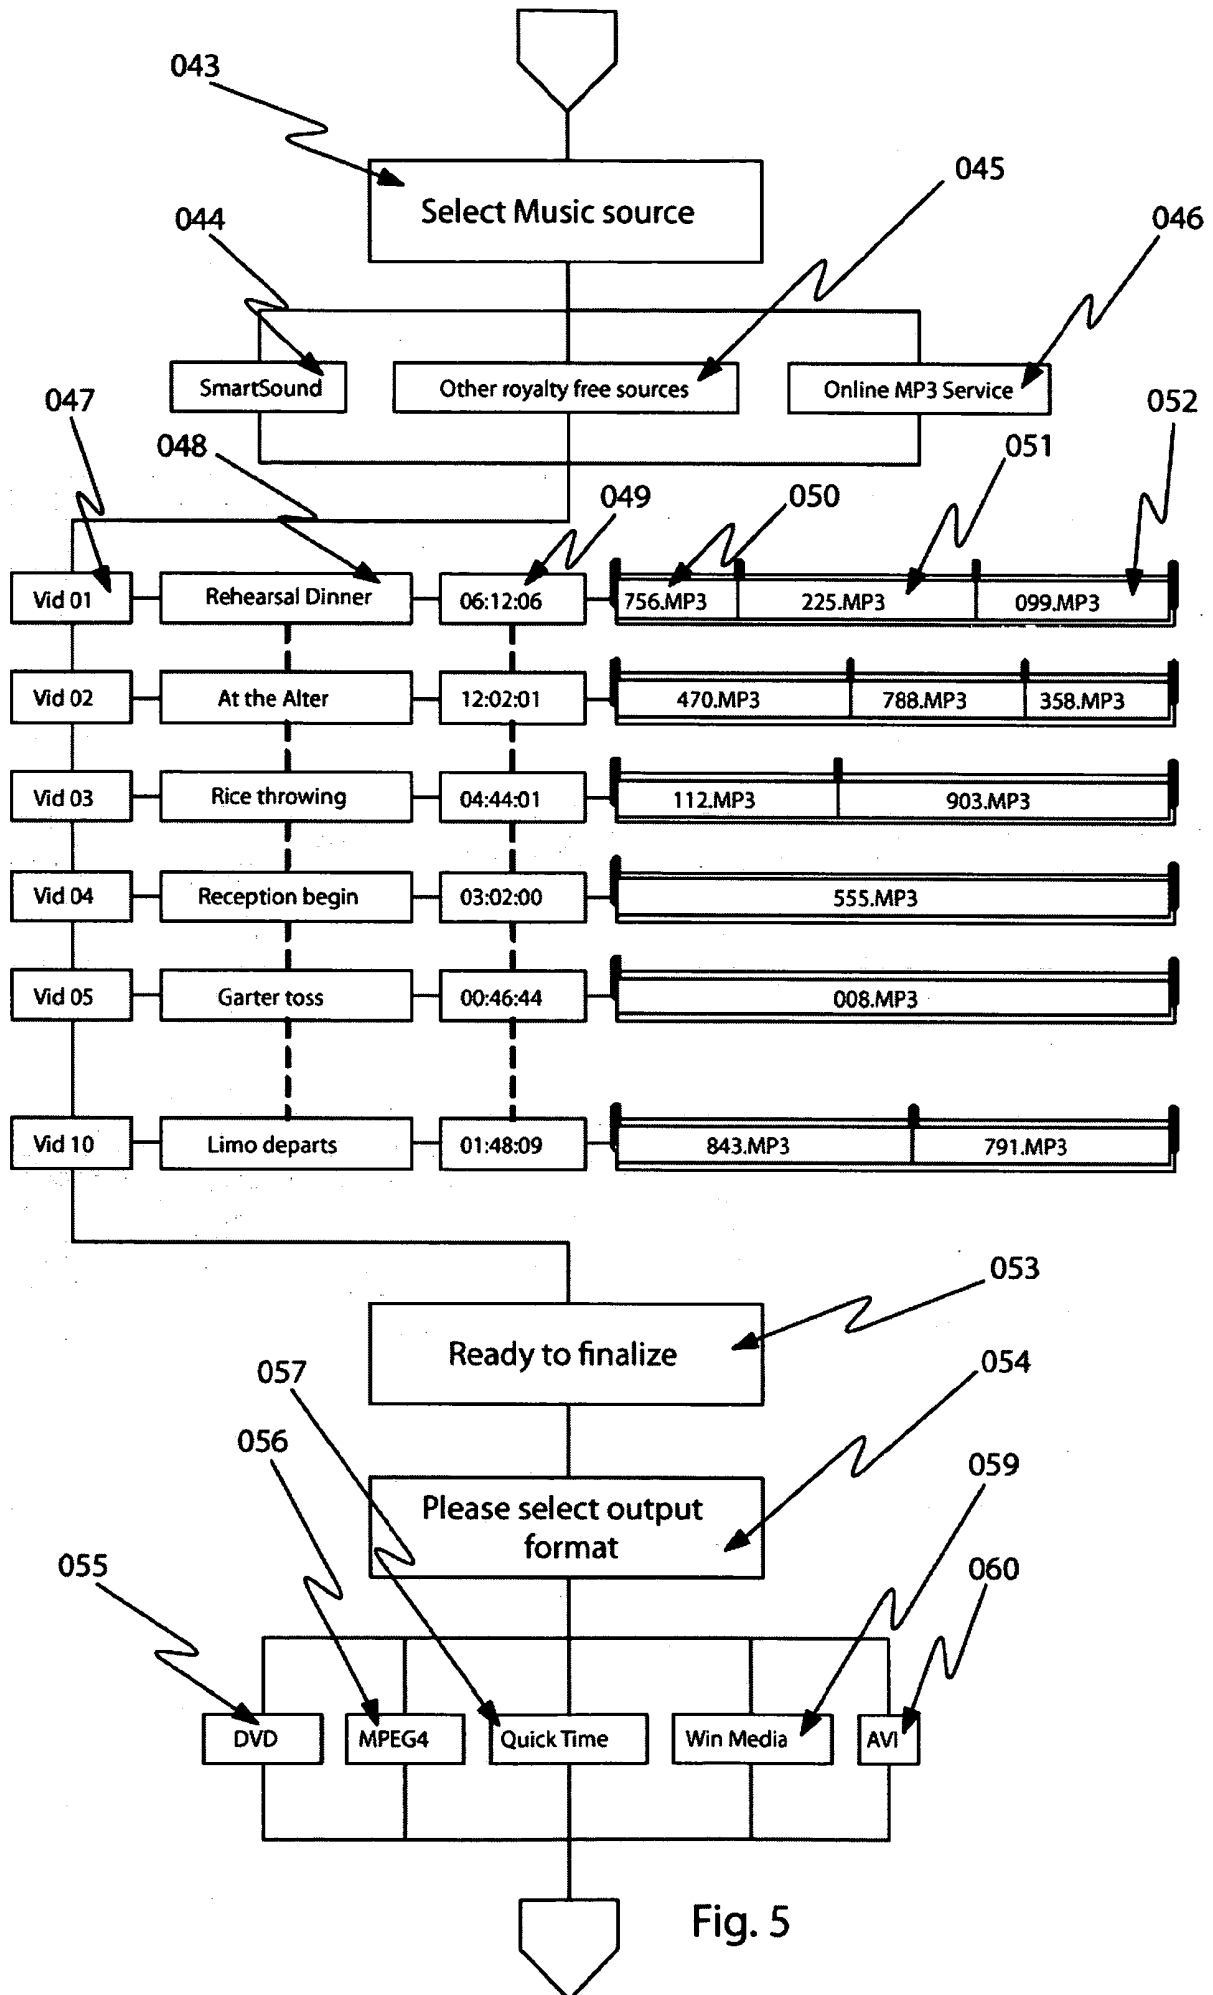 043
Select Music source
045
044
046
SmartSound
Other royalty free sources
Online MP3 Service
047
052
048
051
049
050
Vid 01 Rehearsal Dinner 06:12:06 756.MP3 225.MP3 099.MP3
Vid 02 At the Alter 12:02:01 470.MP3 788.MP3 358.MP3
Vid 03 Rice throwing 04:44:01 112.MP3 903.MP3
Vid 04 Reception begin 03:02:00 555.MP3
Vid 05 Garter toss 00:46:44 008.MP3
Vid 10 Limo departs 01:48:09 843.MP3 791.MP3
053
Ready to finalize
057
054
056
059
Please select output
format
055
060
DVD
MPEG4
Quick Time
Win Media
AVI
Fig. 5